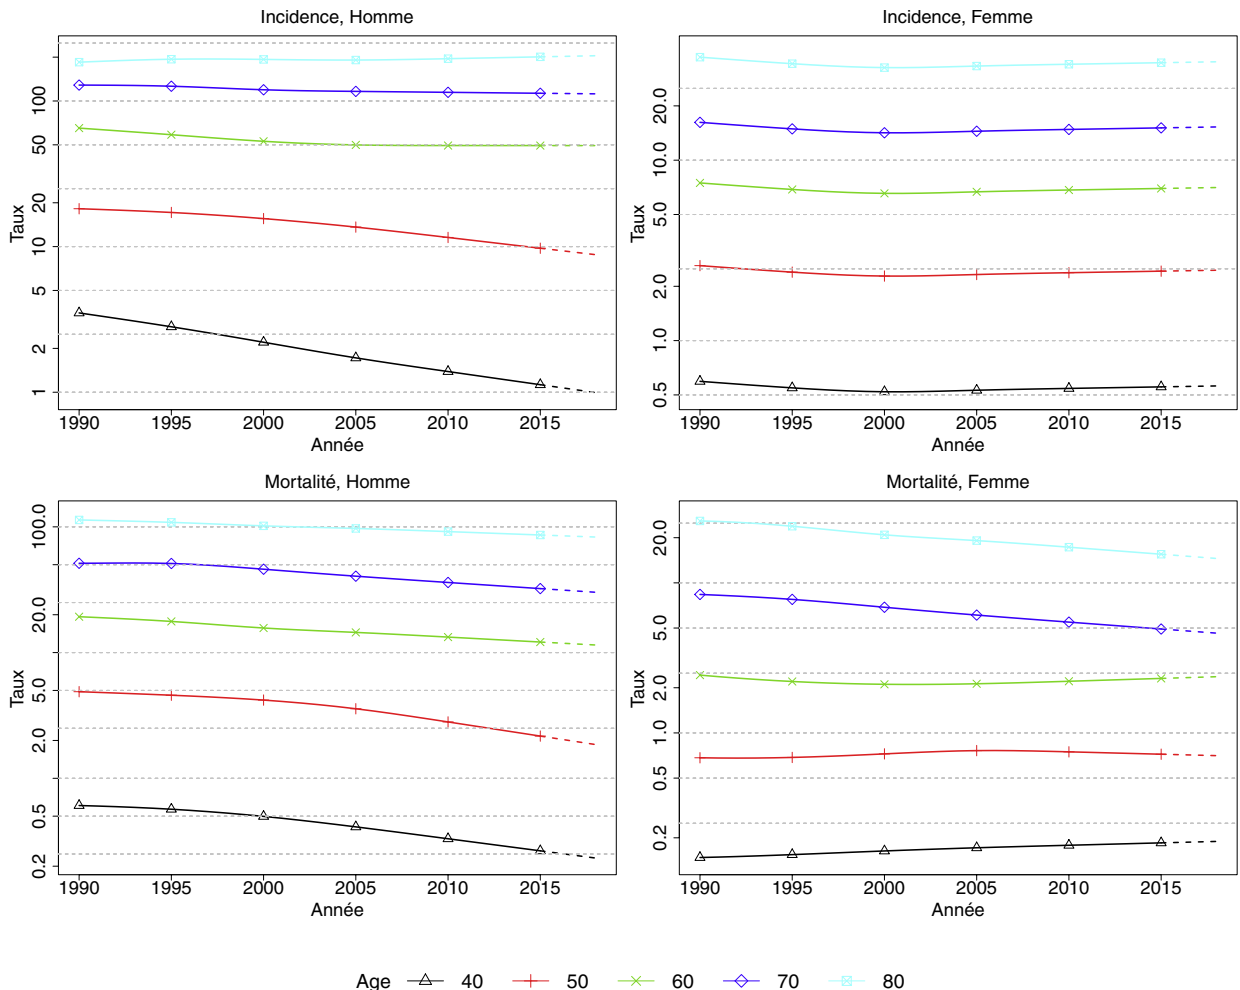 Incidence, Homme
Taux
100
50
20
10
5
2
1
1990 1995 2000 2005 2010 2015
Année
Incidence, Femme
Taux
20.0
10.0
5.0
2.0
1.0
0.5
1990 1995 2000 2005 2010 2015
Année
Mortalité, Homme
Taux
100.0
20.0
5.0
2.0
0.5
0.2
1990 1995 2000 2005 2010 2015
Année
Mortalité, Femme
Taux
20.0
5.0
2.0
1.0
0.5
0.2
1990 1995 2000 2005 2010 2015
Année
Age 40 50 60 70 80